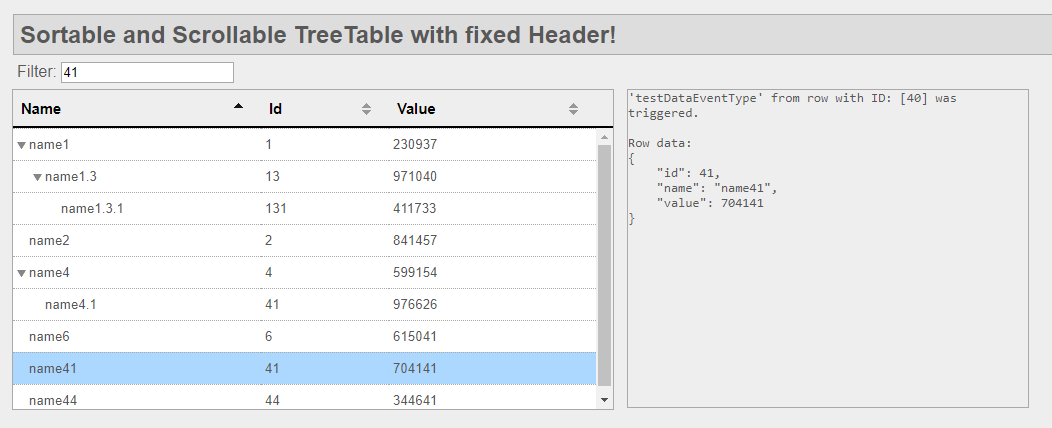 Sortable and Scrollable TreeTable with fixed Header!
Filter: 41
Name Id Value
name1 1 230937
name1.3 13 971040
name1.3.1 131 411733
name2 2 841457
name4 4 599154
name4.1 41 976626
name6 6 615041
name41 41 704141
name44 44 344641
'testDataEventType' from row with ID: [40] was
triggered.
Row data:
{
"id": 41,
"name": "name41",
"value": 704141
}